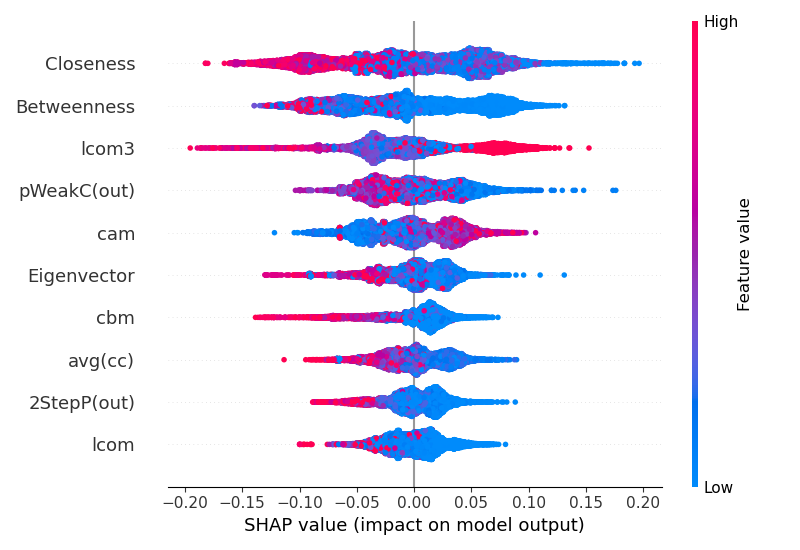 High
Closeness
Betweenness
lcom3
pWeakC(out)
cam
Eigenvector
cbm
avg(cc)
2StepP(out)
lcom
Feature value
Low
−0.20 −0.15 −0.10 −0.05 0.00 0.05 0.10 0.15 0.20
SHAP value (impact on model output)